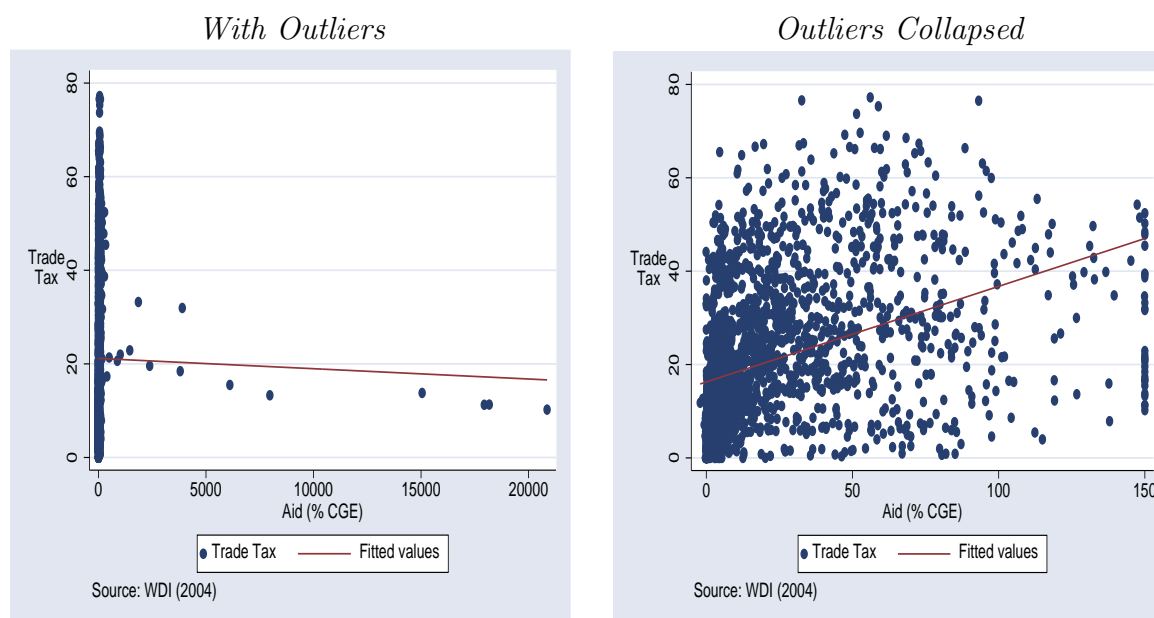 With Outliers
80
60
40
20
0
Trade
Tax
0 5000 10000 15000 20000
Aid (% CGE)
Trade Tax Fitted values
Source: WDI (2004)
Outliers Collapsed
80
60
40
20
0
Trade
Tax
0 50 100 150
Aid (% CGE)
Trade Tax Fitted values
Source: WDI (2004)